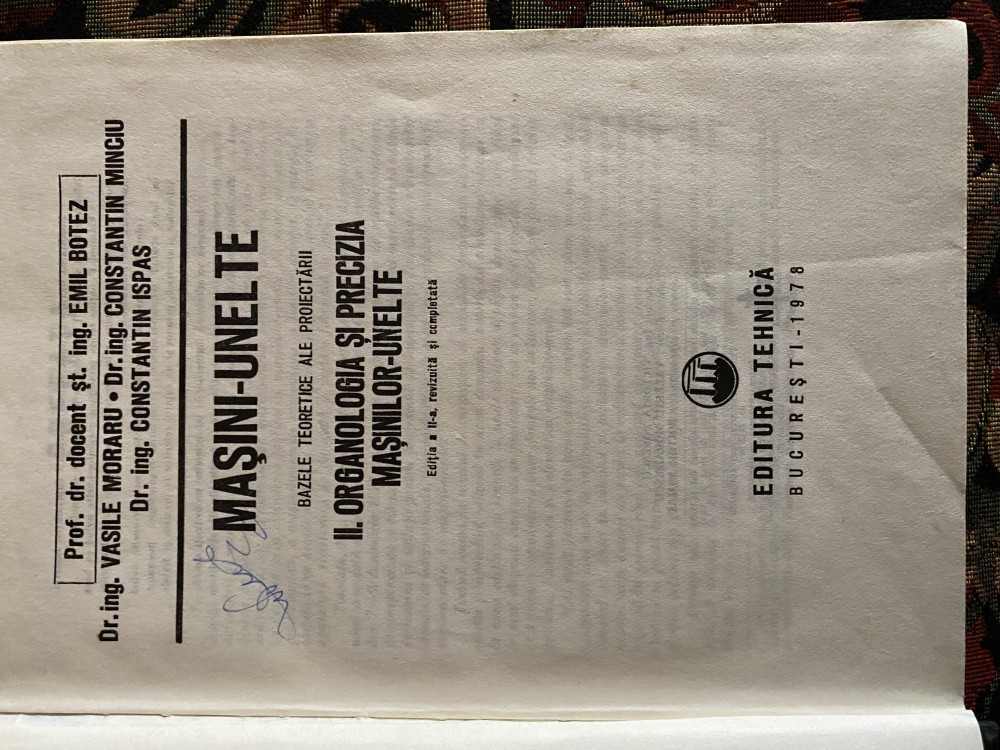 Prof. dr. docent șt. ing. EMIL BOTEZ
Dr. ing. VASILE MORARU • Dr. ing. CONSTANTIN MINCIU
Dr. ing. CONSTANTIN ISPAS
MAȘINI-UNELTE
BAZELE TEORETICE ALE PROIECTĂRII
II. ORGANOLOGIA ȘI PRECIZIA
MAȘINILOR-UNELTE
Ediția a II-a, revizuită și completată
EDITURA TEHNICĂ
BUCUREȘTI - 1978